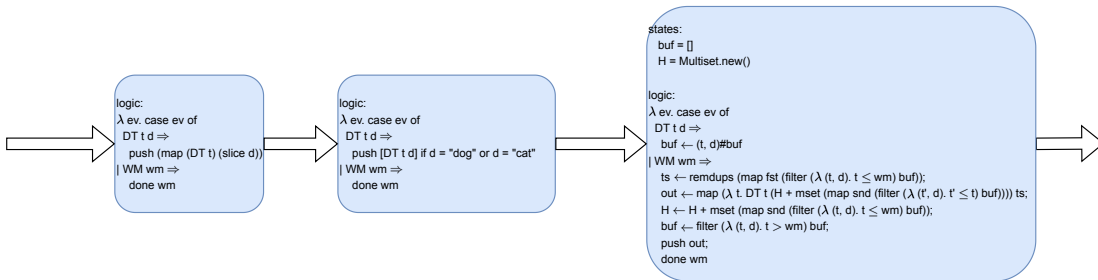 logic:
λ ev. case ev of
DT t d ⇒
push (map (DT t) (slice d))
| WM wm ⇒
done wm
logic:
λ ev. case ev of
DT t d ⇒
push [DT t d] if d = "dog" or d = "cat"
| WM wm ⇒
done wm
states:
buf = []
H = Multiset.new()
logic:
λ ev. case ev of
DT t d ⇒
buf ← (t, d)#buf
| WM wm ⇒
ts ← remdups (map fst (filter (λ (t, d). t ≤ wm) buf));
out ← map (λ t. DT t (H + mset (map snd (filter (λ (t', d). t' ≤ t) buf)))) ts;
H ← H + mset (map snd (filter (λ (t, d). t ≤ wm) buf));
buf ← filter (λ (t, d). t > wm) buf;
push out;
done wm